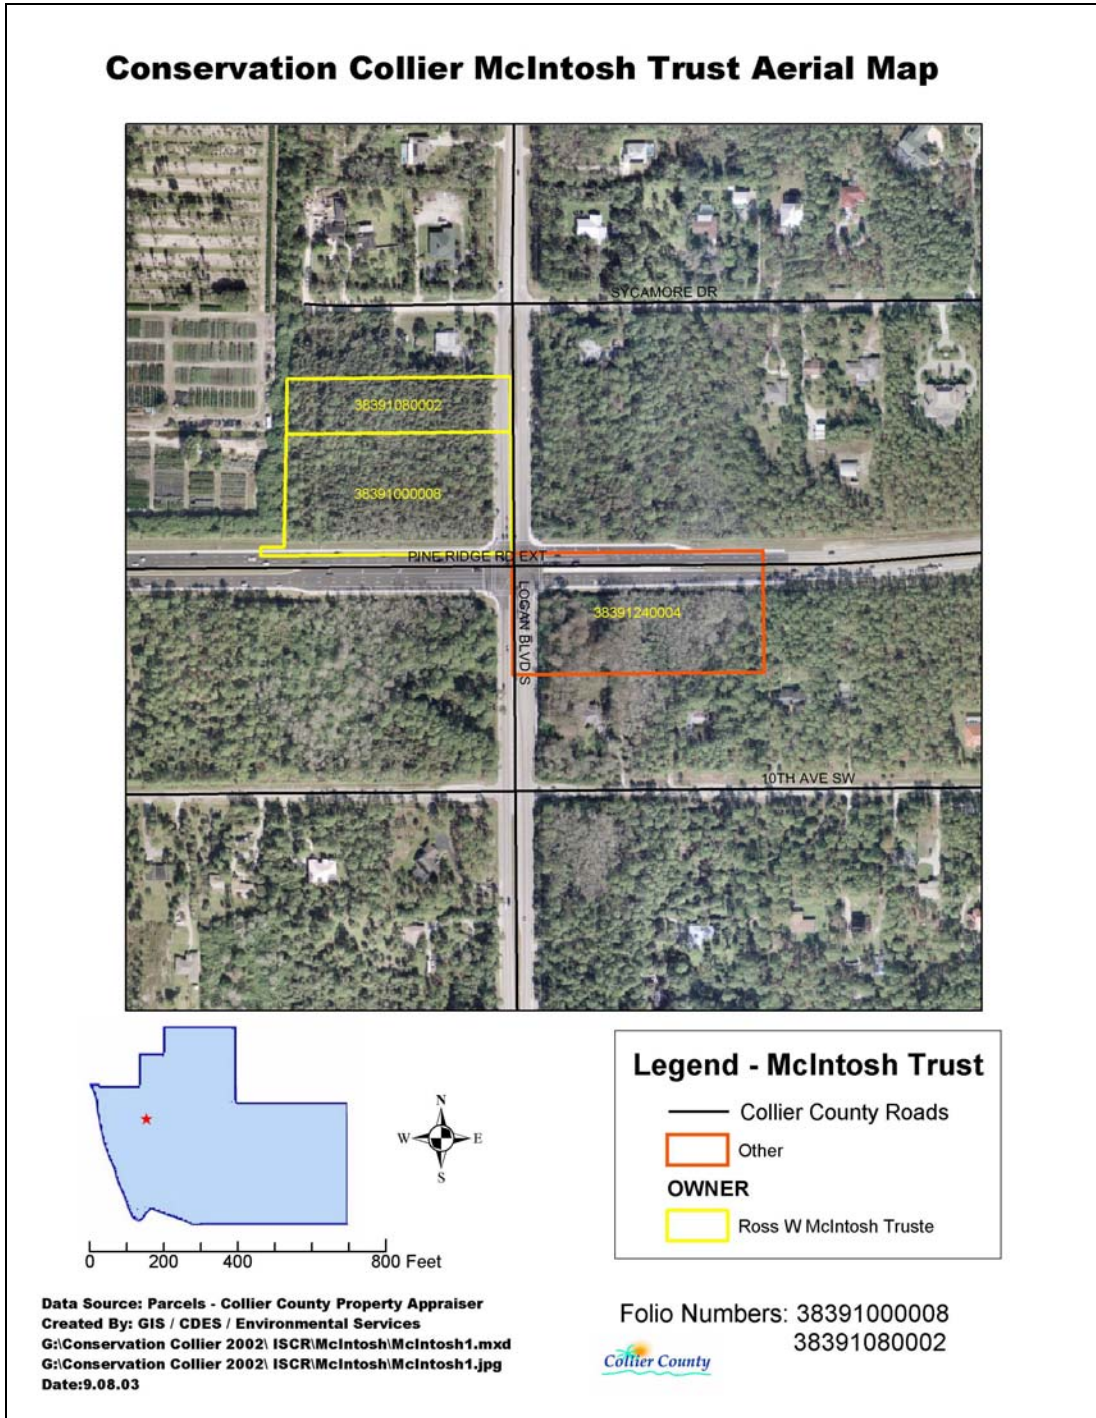 Conservation Collier McIntosh Trust Aerial Map
SYCAMORE DR
38391080002
38391000008
PINE RIDGE RD EXT
LOGAN BLVD S
38391240004
10TH AVE SW
N
W E
S
0 200 400 800 Feet
Legend - McIntosh Trust
Collier County Roads
Other
OWNER
Ross W McIntosh Truste
Data Source: Parcels - Collier County Property Appraiser
Created By: GIS / CDES / Environmental Services
G:\Conservation Collier 2002\ ISCR\McIntosh\McIntosh1.mxd
G:\Conservation Collier 2002\ ISCR\McIntosh\McIntosh1.jpg
Date:9.08.03
Folio Numbers: 38391000008
38391080002
Collier County